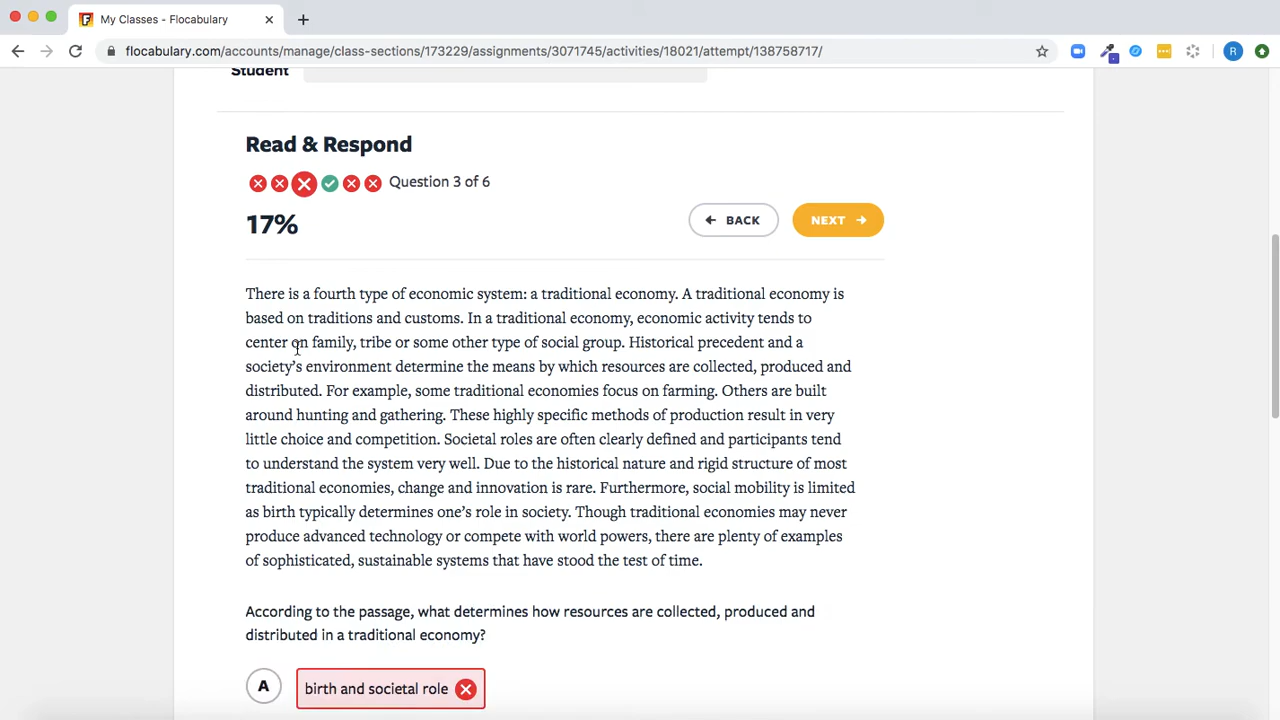 My Classes - Flocabulary
flocabulary.com/accounts/manage/class-sections/173229/assignments/3071745/activities/18021/attempt/138758717/
R
Student
Read & Respond
Question 3 of 6
17%
BACK
NEXT
There is a fourth type of economic system: a traditional economy. A traditional economy is
based on traditions and customs. In a traditional economy, economic activity tends to
center on family, tribe or some other type of social group. Historical precedent and a
society's environment determine the means by which resources are collected, produced and
distributed. For example, some traditional economies focus on farming. Others are built
around hunting and gathering. These highly specific methods of production result in very
little choice and competition. Societal roles are often clearly defined and participants tend
to understand the system very well. Due to the historical nature and rigid structure of most
traditional economies, change and innovation is rare. Furthermore, social mobility is limited
as birth typically determines one's role in society. Though traditional economies may never
produce advanced technology or compete with world powers, there are plenty of examples
of sophisticated, sustainable systems that have stood the test of time.
According to the passage, what determines how resources are collected, produced and
distributed in a traditional economy?
A birth and societal role